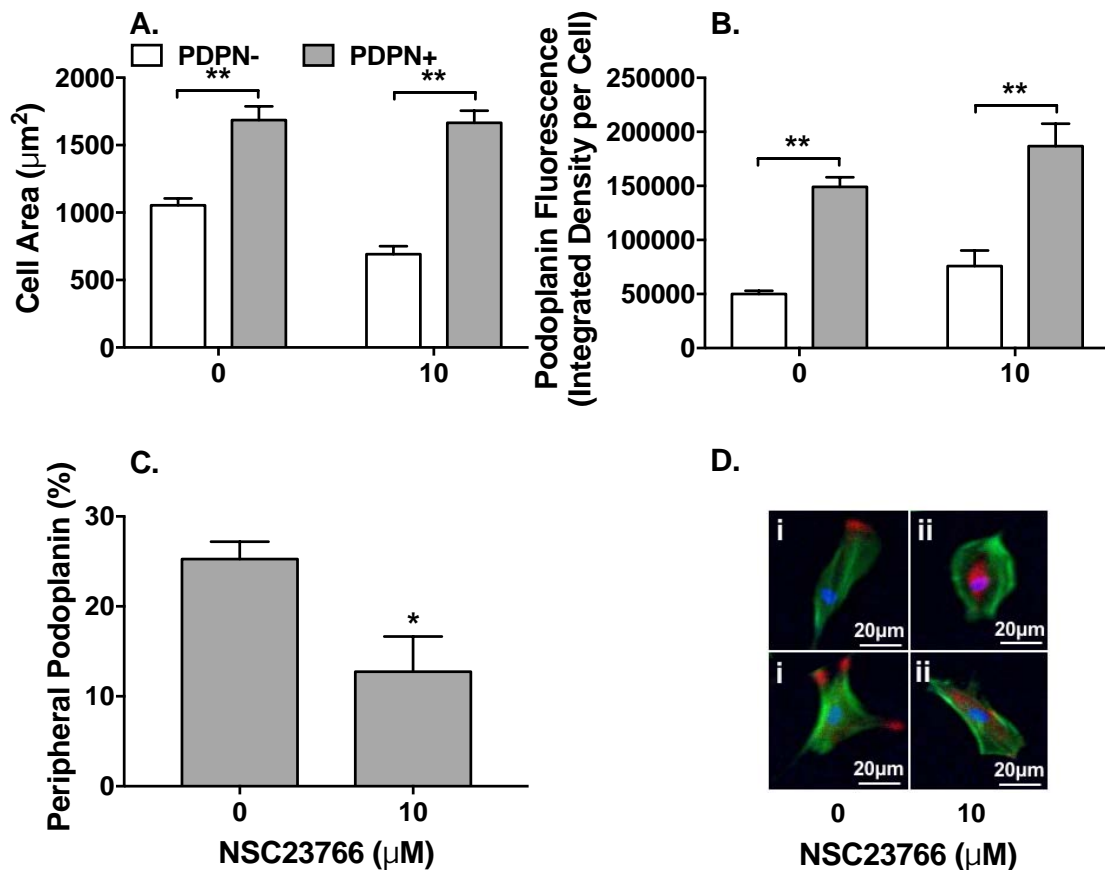 A.
PDPN-
PDPN+
Cell Area (μm²)
2000
1500
1000
500
0
**
**
0
10
B.
Podoplanin Fluorescence
(Integrated Density per Cell)
250000
200000
150000
100000
50000
0
**
**
0
10
C.
Peripheral Podoplanin (%)
30
20
10
0
*
0
10
NSC23766 (μM)
D.
i
20μm
ii
20μm
i
20μm
ii
20μm
0
10
NSC23766 (μM)